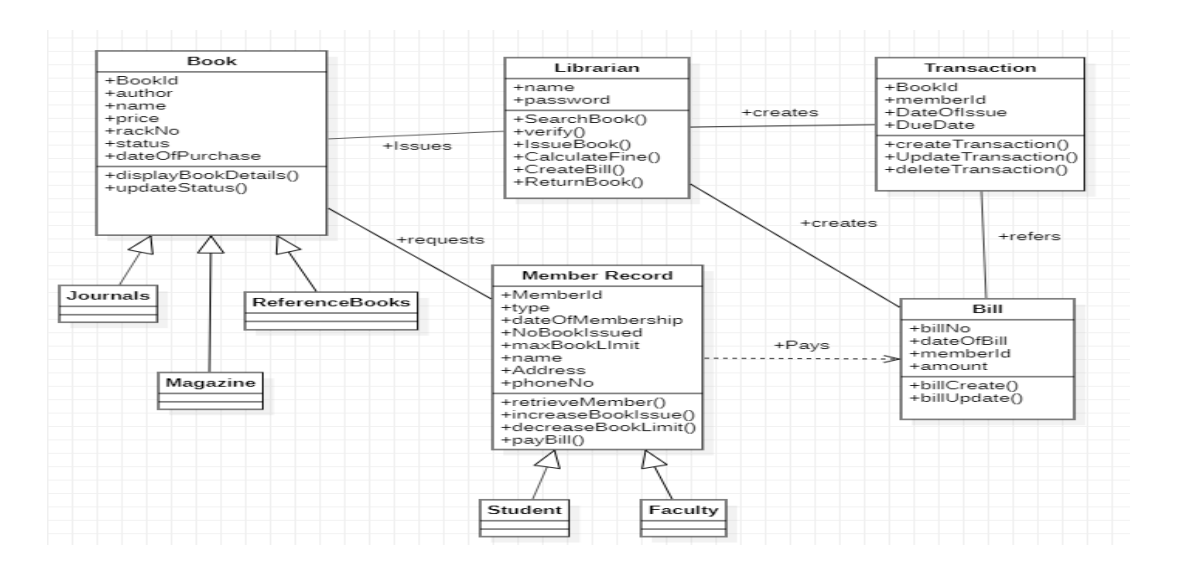 Book
+BookId
+author
+name
+price
+rackNo
+status
+dateOfPurchase
+displayBookDetails()
+updateStatus()
+Issues
Librarian
+name
+password
+SearchBook()
+verify()
+IssueBook()
+CalculateFine()
+CreateBill()
+ReturnBook()
+creates
Transaction
+BookId
+memberId
+DateOfIssue
+DueDate
+createTransaction()
+UpdateTransaction()
+deleteTransaction()
+requests
+creates
+refers
Journals
ReferenceBooks
Magazine
Member Record
+MemberId
+type
+dateOfMembership
+NoBookIssued
+maxBookLImit
+name
+Address
+phoneNo
+retrieveMember()
+increaseBookIssue()
+decreaseBookLimit()
+payBill()
+Pays
Bill
+billNo
+dateOfBill
+memberId
+amount
+billCreate()
+billUpdate()
Student
Faculty